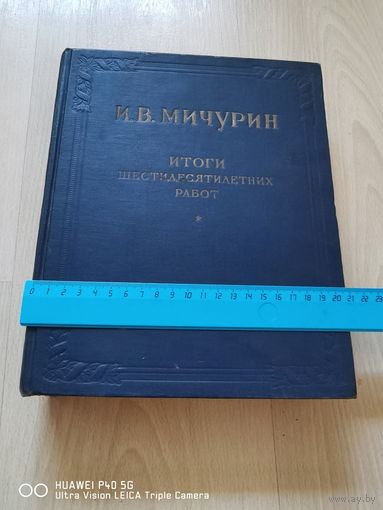 И.В. МИЧУРИН
ИТОГИ
ШЕСТИДЕСЯТИЛЕТНИХ
РАБОТ
0 1 2 3 4 5 6 7 8 9 10 11 12 13 14 15 16 17 18 19 20 21 22 23
HUAWEI P40 5G
Ultra Vision LEICA Triple Camera
www.ay.by